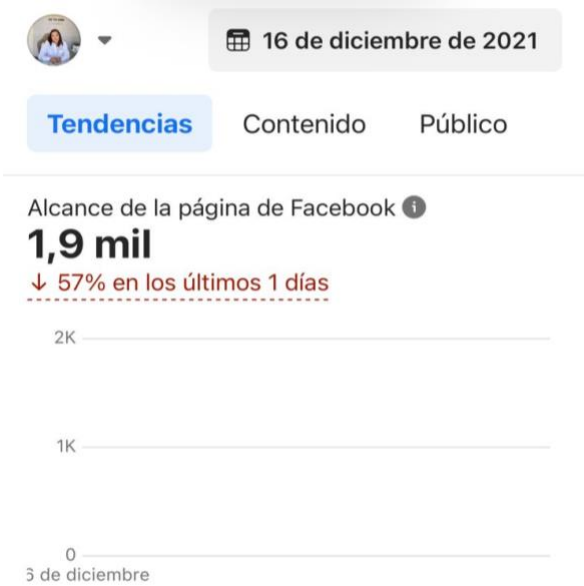 16 de diciembre de 2021
Tendencias Contenido Público
Alcance de la página de Facebook
1,9 mil
↓ 57% en los últimos 1 días
2K
1K
0
6 de diciembre